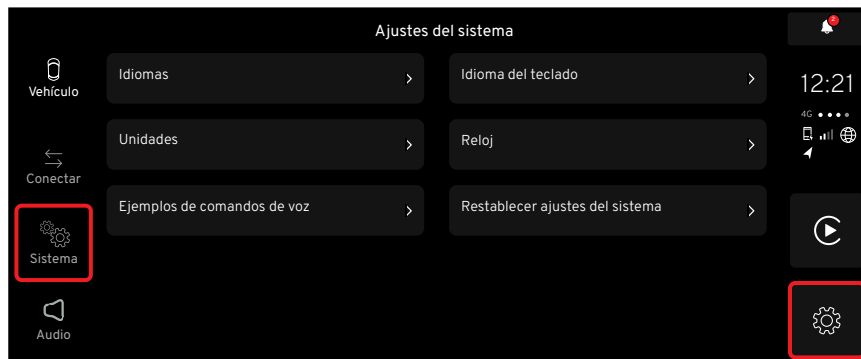 Ajustes del sistema
2
Vehículo
Idiomas
Idioma del teclado
12:21
4G
Unidades
Reloj
Conectar
Ejemplos de comandos de voz
Restablecer ajustes del sistema
Sistema
Audio